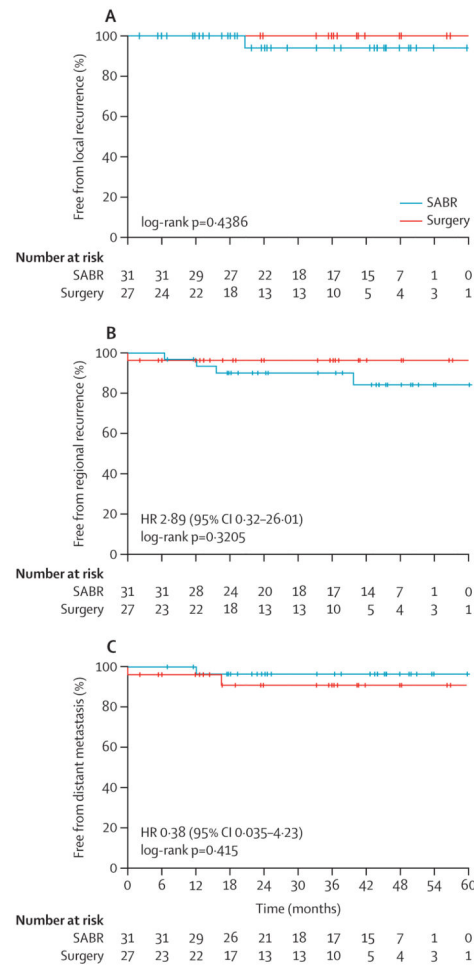 A
Free from local recurrence (%)
100
80
60
40
20
0
SABR
Surgery
log-rank p=0·4386
Number at risk
SABR 31 31 29 27 22 18 17 15 7 1 0
Surgery 27 24 22 18 13 13 10 5 4 3 1
B
Free from regional recurrence (%)
100
80
60
40
20
0
HR 2·89 (95% CI 0·32–26·01)
log-rank p=0·3205
Number at risk
SABR 31 31 28 24 20 18 17 14 7 1 0
Surgery 27 23 22 18 13 13 10 5 4 3 1
C
Free from distant metastasis (%)
100
80
60
40
20
0
HR 0·38 (95% CI 0·035–4·23)
log-rank p=0·415
0 6 12 18 24 30 36 42 48 54 60
Time (months)
Number at risk
SABR 31 31 29 26 21 18 17 15 7 1 0
Surgery 27 23 22 17 13 13 10 5 4 3 1